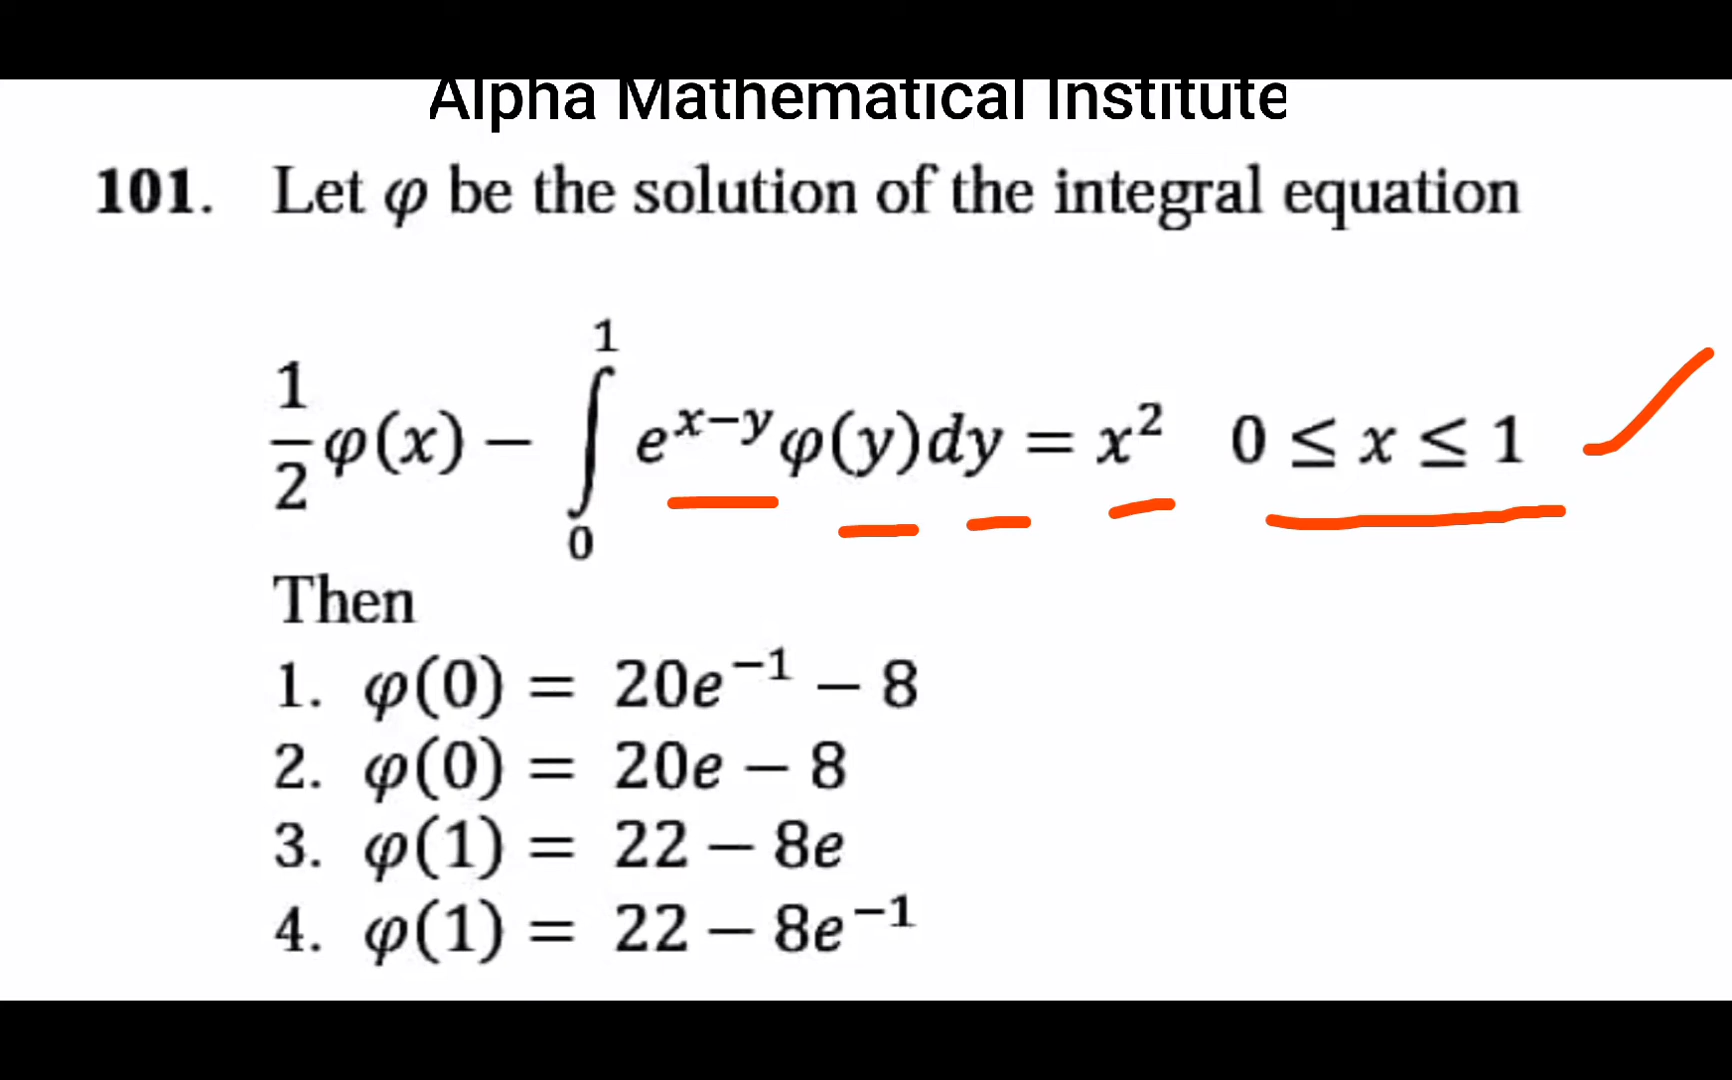 Alpha Mathematical Institute
101. Let φ be the solution of the integral equation
1/2 φ(x) − ∫₀¹ eˣ⁻ʸ φ(y)dy = x² 0 ≤ x ≤ 1
Then
1. φ(0) = 20e⁻¹ − 8
2. φ(0) = 20e − 8
3. φ(1) = 22 − 8e
4. φ(1) = 22 − 8e⁻¹